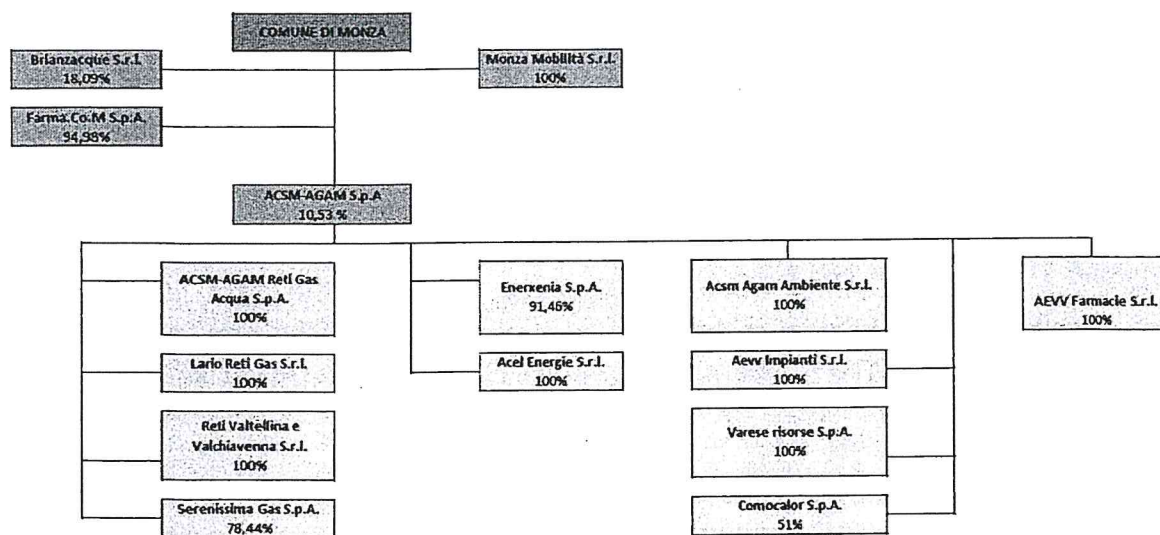 COMUNE DI MONZA
Brianzacque S.r.l.
18,09%
Monza Mobilità S.r.l.
100%
Farma.Co.M S.p.A.
94,98%
ACSM-AGAM S.p.A
10,53 %
ACSM-AGAM Reti Gas
Acqua S.p.A.
100%
Enerxenia S.p.A.
91,46%
Acsm Agam Ambiente S.r.l.
100%
AEVV Farmacie S.r.l.
100%
Lario Reti Gas S.r.l.
100%
Acel Energie S.r.l.
100%
Aevv Impianti S.r.l.
100%
Reti Valtellina e
Valchiavenna S.r.l.
100%
Varese risorse S.p.A.
100%
Serenissima Gas S.p.A.
78,44%
Comocalor S.p.A.
51%